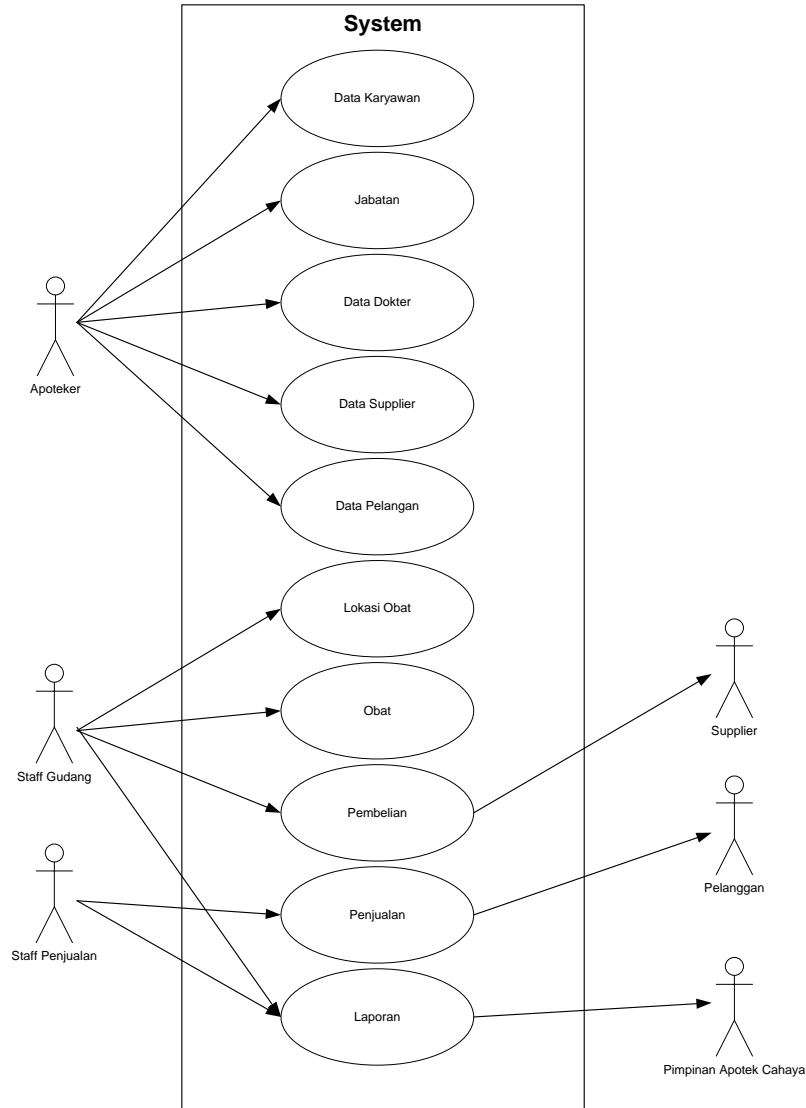 System
Data Karyawan
Jabatan
Data Dokter
Apoteker
Data Supplier
Data Pelangan
Lokasi Obat
Obat
Supplier
Staff Gudang
Pembelian
Pelanggan
Penjualan
Staff Penjualan
Laporan
Pimpinan Apotek Cahaya